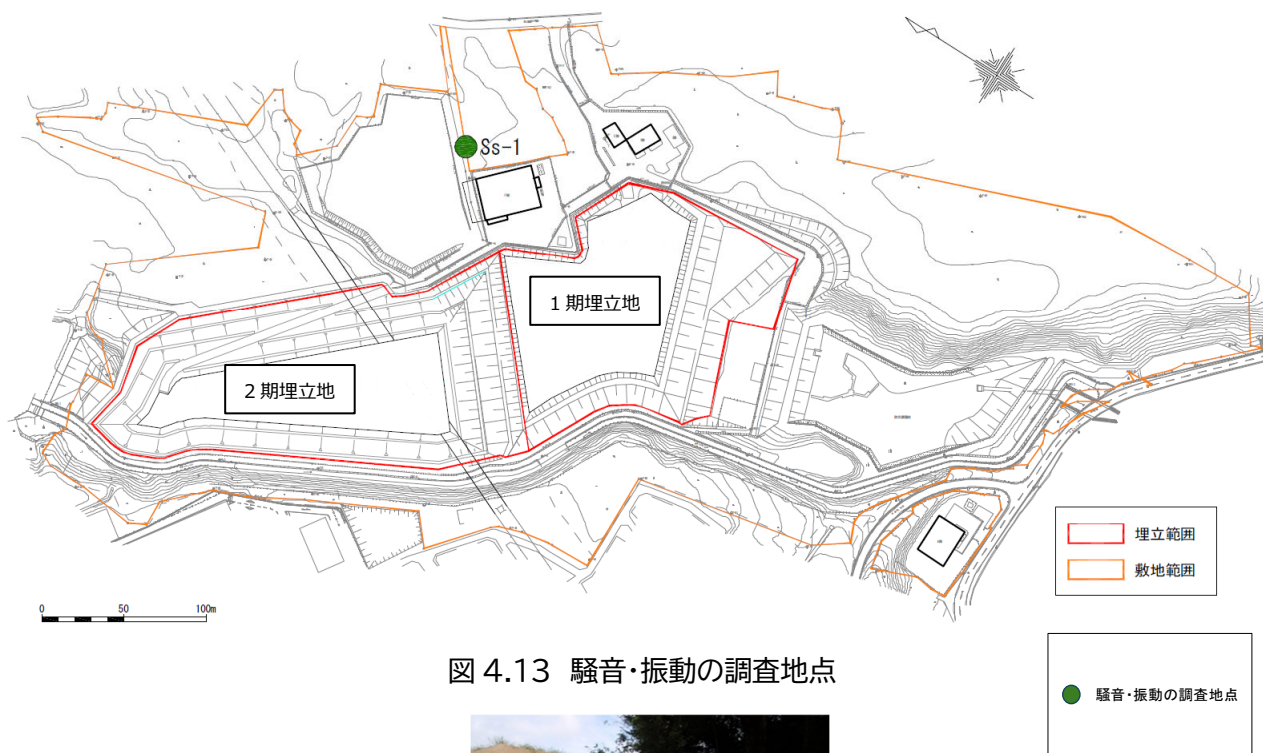 Ss-1
1期埋立地
2期埋立地
埋立範囲
敷地範囲
0 50 100m
図 4.13 騒音・振動の調査地点
騒音・振動の調査地点